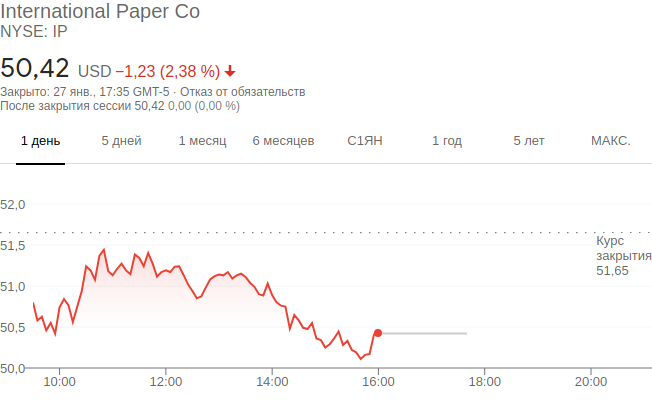 International Paper Co
NYSE: IP
50,42 USD −1,23 (2,38 %)
Закрыто: 27 янв., 17:35 GMT-5 · Отказ от обязательств
После закрытия сессии 50,42 0,00 (0,00 %)
1 день 5 дней 1 месяц 6 месяцев С1ЯН 1 год 5 лет МАКС.
52,0
51,5
51,0
50,5
50,0
Курс
закрытия
51,65
10:00 12:00 14:00 16:00 18:00 20:00